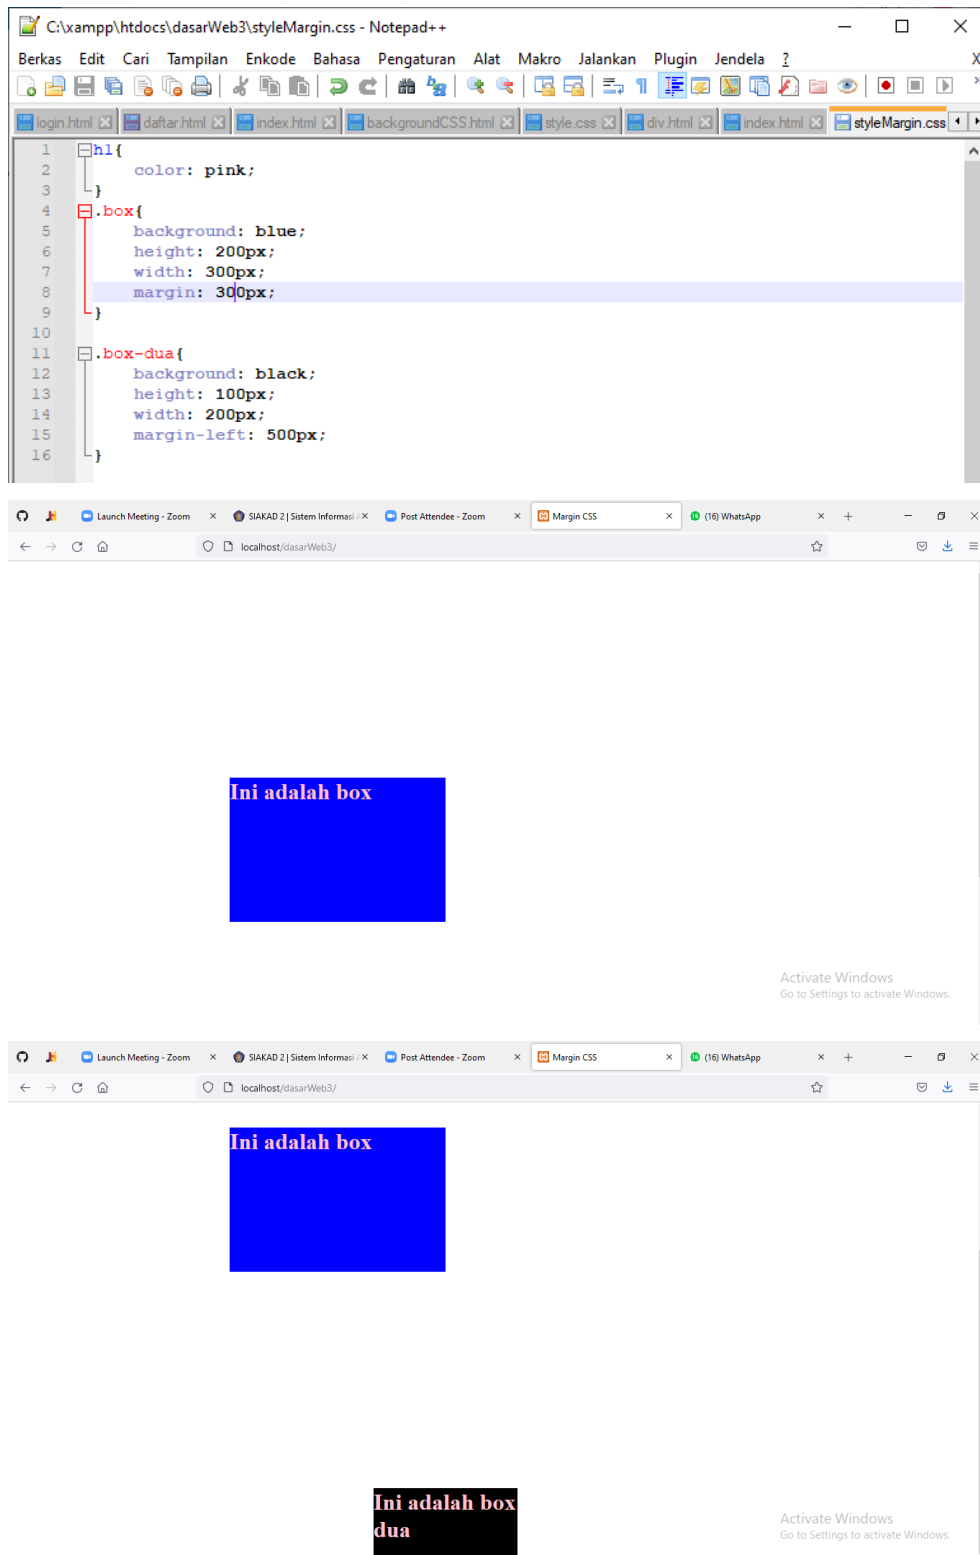 C:\xampp\htdocs\dasarWeb3\styleMargin.css - Notepad++
Berkas Edit Cari Tampilan Enkode Bahasa Pengaturan Alat Makro Jalankan Plugin Jendela ?
login.html daftar.html index.html backgroundCSS.html style.css div.html index.html styleMargin.css
1 h1{
2 color: pink;
3 }
4 .box{
5 background: blue;
6 height: 200px;
7 width: 300px;
8 margin: 300px;
9 }
10
11 .box-dua{
12 background: black;
13 height: 100px;
14 width: 200px;
15 margin-left: 500px;
16 }
Launch Meeting - Zoom SIAKAD 2 | Sistem Informasi Post Attendee - Zoom Margin CSS (16) WhatsApp
localhost/dasarWeb3/
Ini adalah box
Activate Windows
Go to Settings to activate Windows.
Launch Meeting - Zoom SIAKAD 2 | Sistem Informasi Post Attendee - Zoom Margin CSS (16) WhatsApp
localhost/dasarWeb3/
Ini adalah box
Ini adalah box
dua
Activate Windows
Go to Settings to activate Windows.